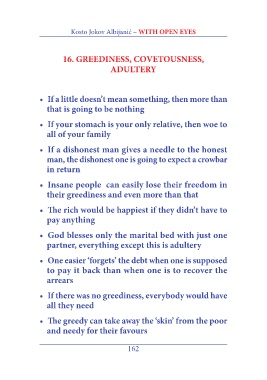 Kosto Jokov Albijanić – WITH OPEN EYES
16. GREEDINESS, COVETOUSNESS,
ADULTERY
• If a little doesn't mean something, then more than
that is going to be nothing
• If your stomach is your only relative, then woe to
all of your family
• If a dishonest man gives a needle to the honest
man, the dishonest one is going to expect a crowbar
in return
• Insane people can easily lose their freedom in
their greediness and even more than that
• The rich would be happiest if they didn't have to
pay anything
• God blesses only the marital bed with just one
partner, everything except this is adultery
• One easier 'forgets' the debt when one is supposed
to pay it back than when one is to recover the
arrears
• If there was no greediness, everybody would have
all they need
• The greedy can take away the 'skin' from the poor
and needy for their favours
162